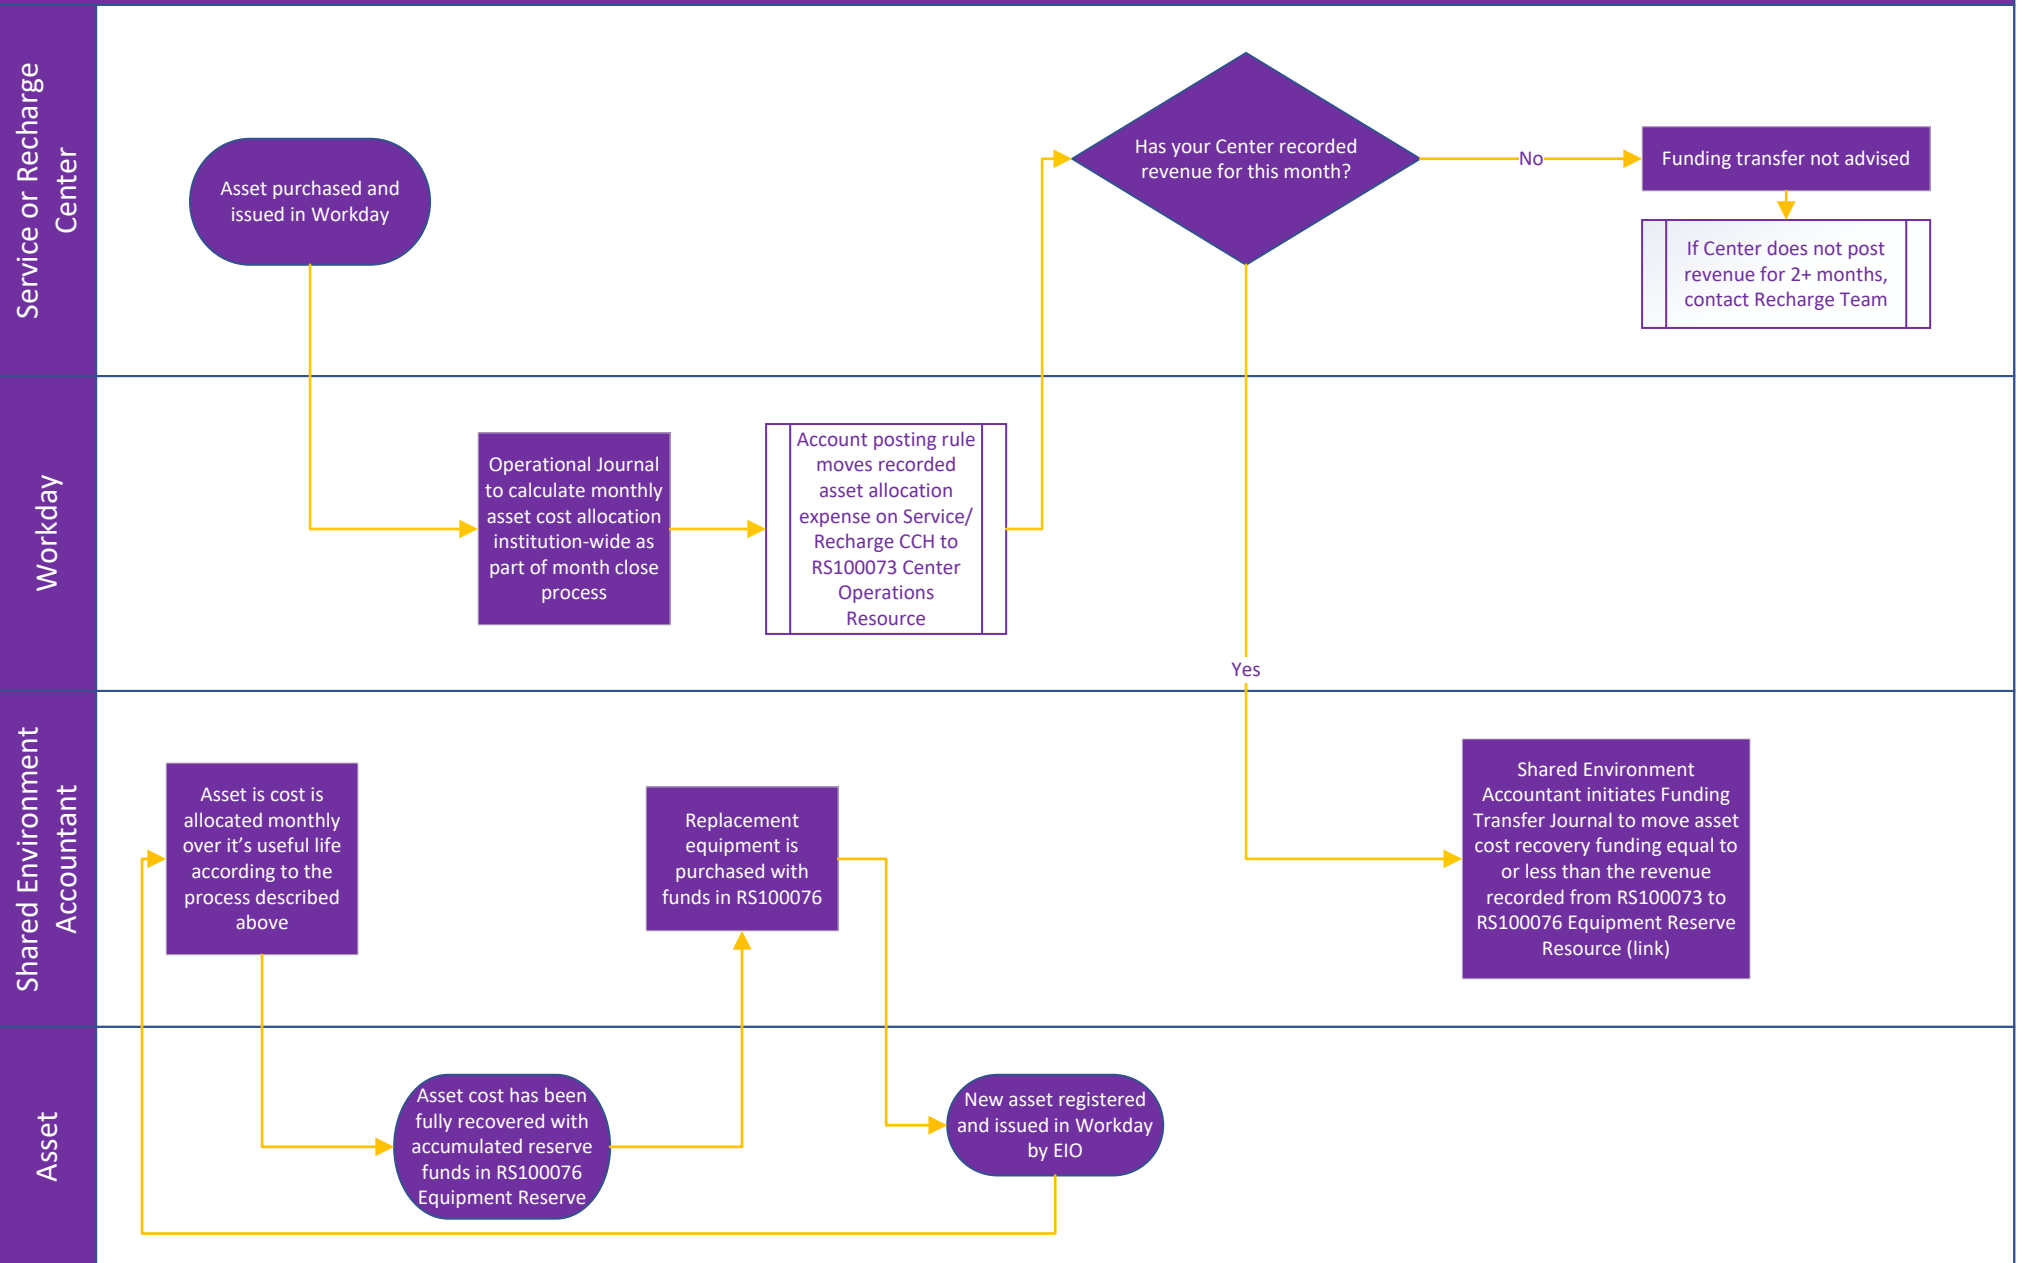 Service or Recharge
Center
Asset purchased and
issued in Workday
Has your Center recorded
revenue for this month?
No
Funding transfer not advised
If Center does not post
revenue for 2+ months,
contact Recharge Team
Workday
Operational Journal
to calculate monthly
asset cost allocation
institution-wide as
part of month close
process
Account posting rule
moves recorded
asset allocation
expense on Service/
Recharge CCH to
RS100073 Center
Operations
Resource
Yes
Shared Environment
Accountant
Asset is cost is
allocated monthly
over it’s useful life
according to the
process described
above
Replacement
equipment is
purchased with
funds in RS100076
Shared Environment
Accountant initiates Funding
Transfer Journal to move asset
cost recovery funding equal to
or less than the revenue
recorded from RS100073 to
RS100076 Equipment Reserve
Resource (link)
Asset
Asset cost has been
fully recovered with
accumulated reserve
funds in RS100076
Equipment Reserve
New asset registered
and issued in Workday
by EIO